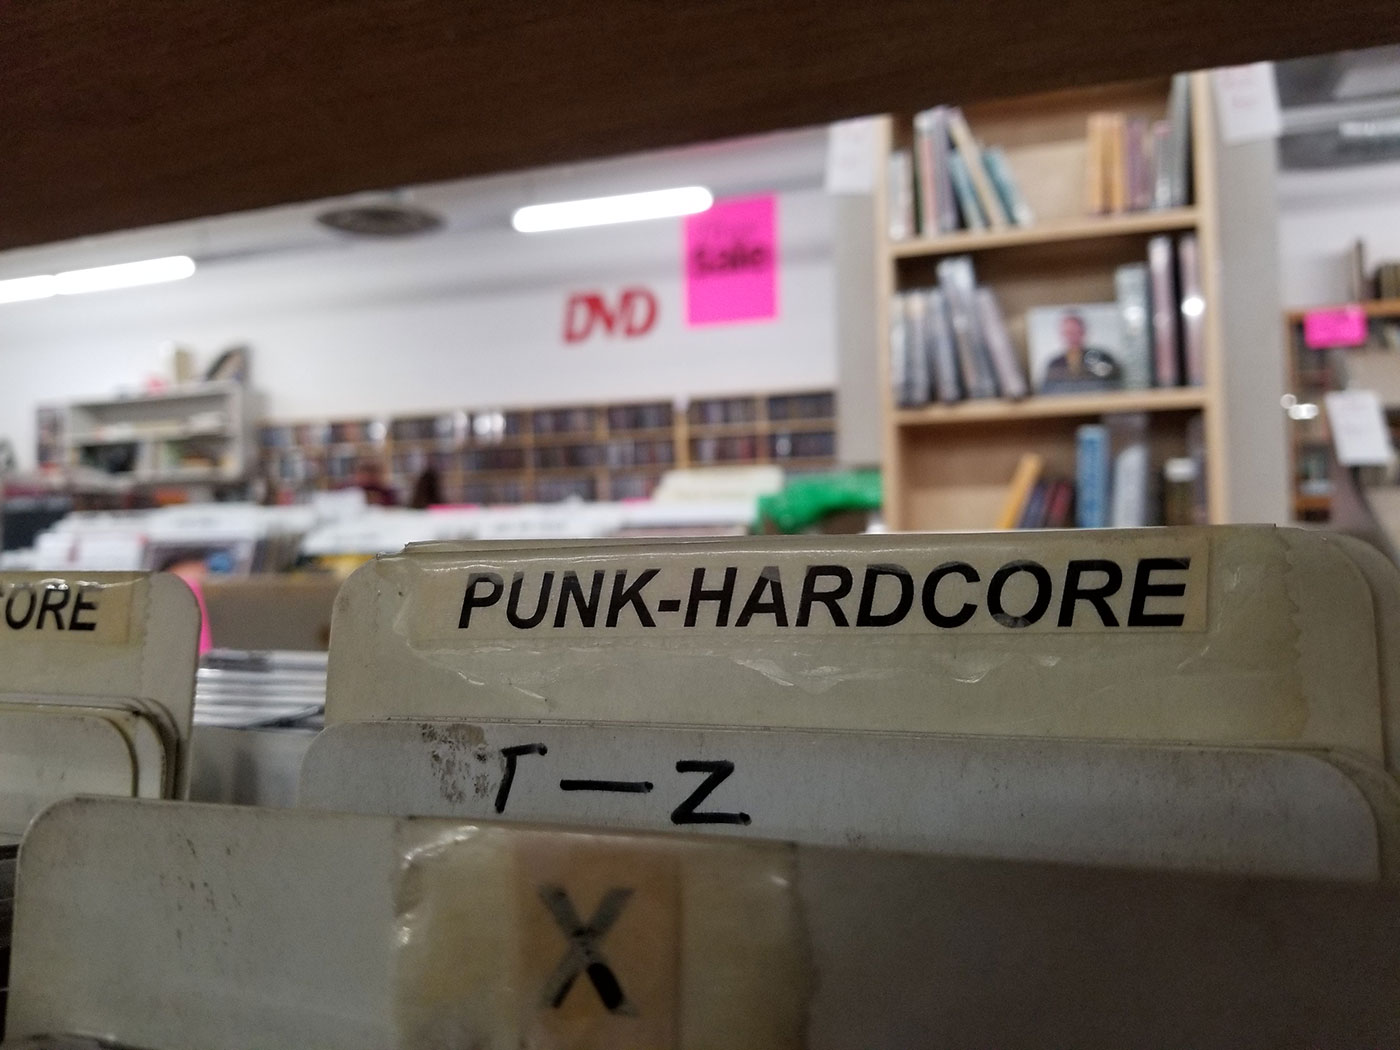 Sale
DVD
PUNK-HARDCORE
ORE
T-Z
X